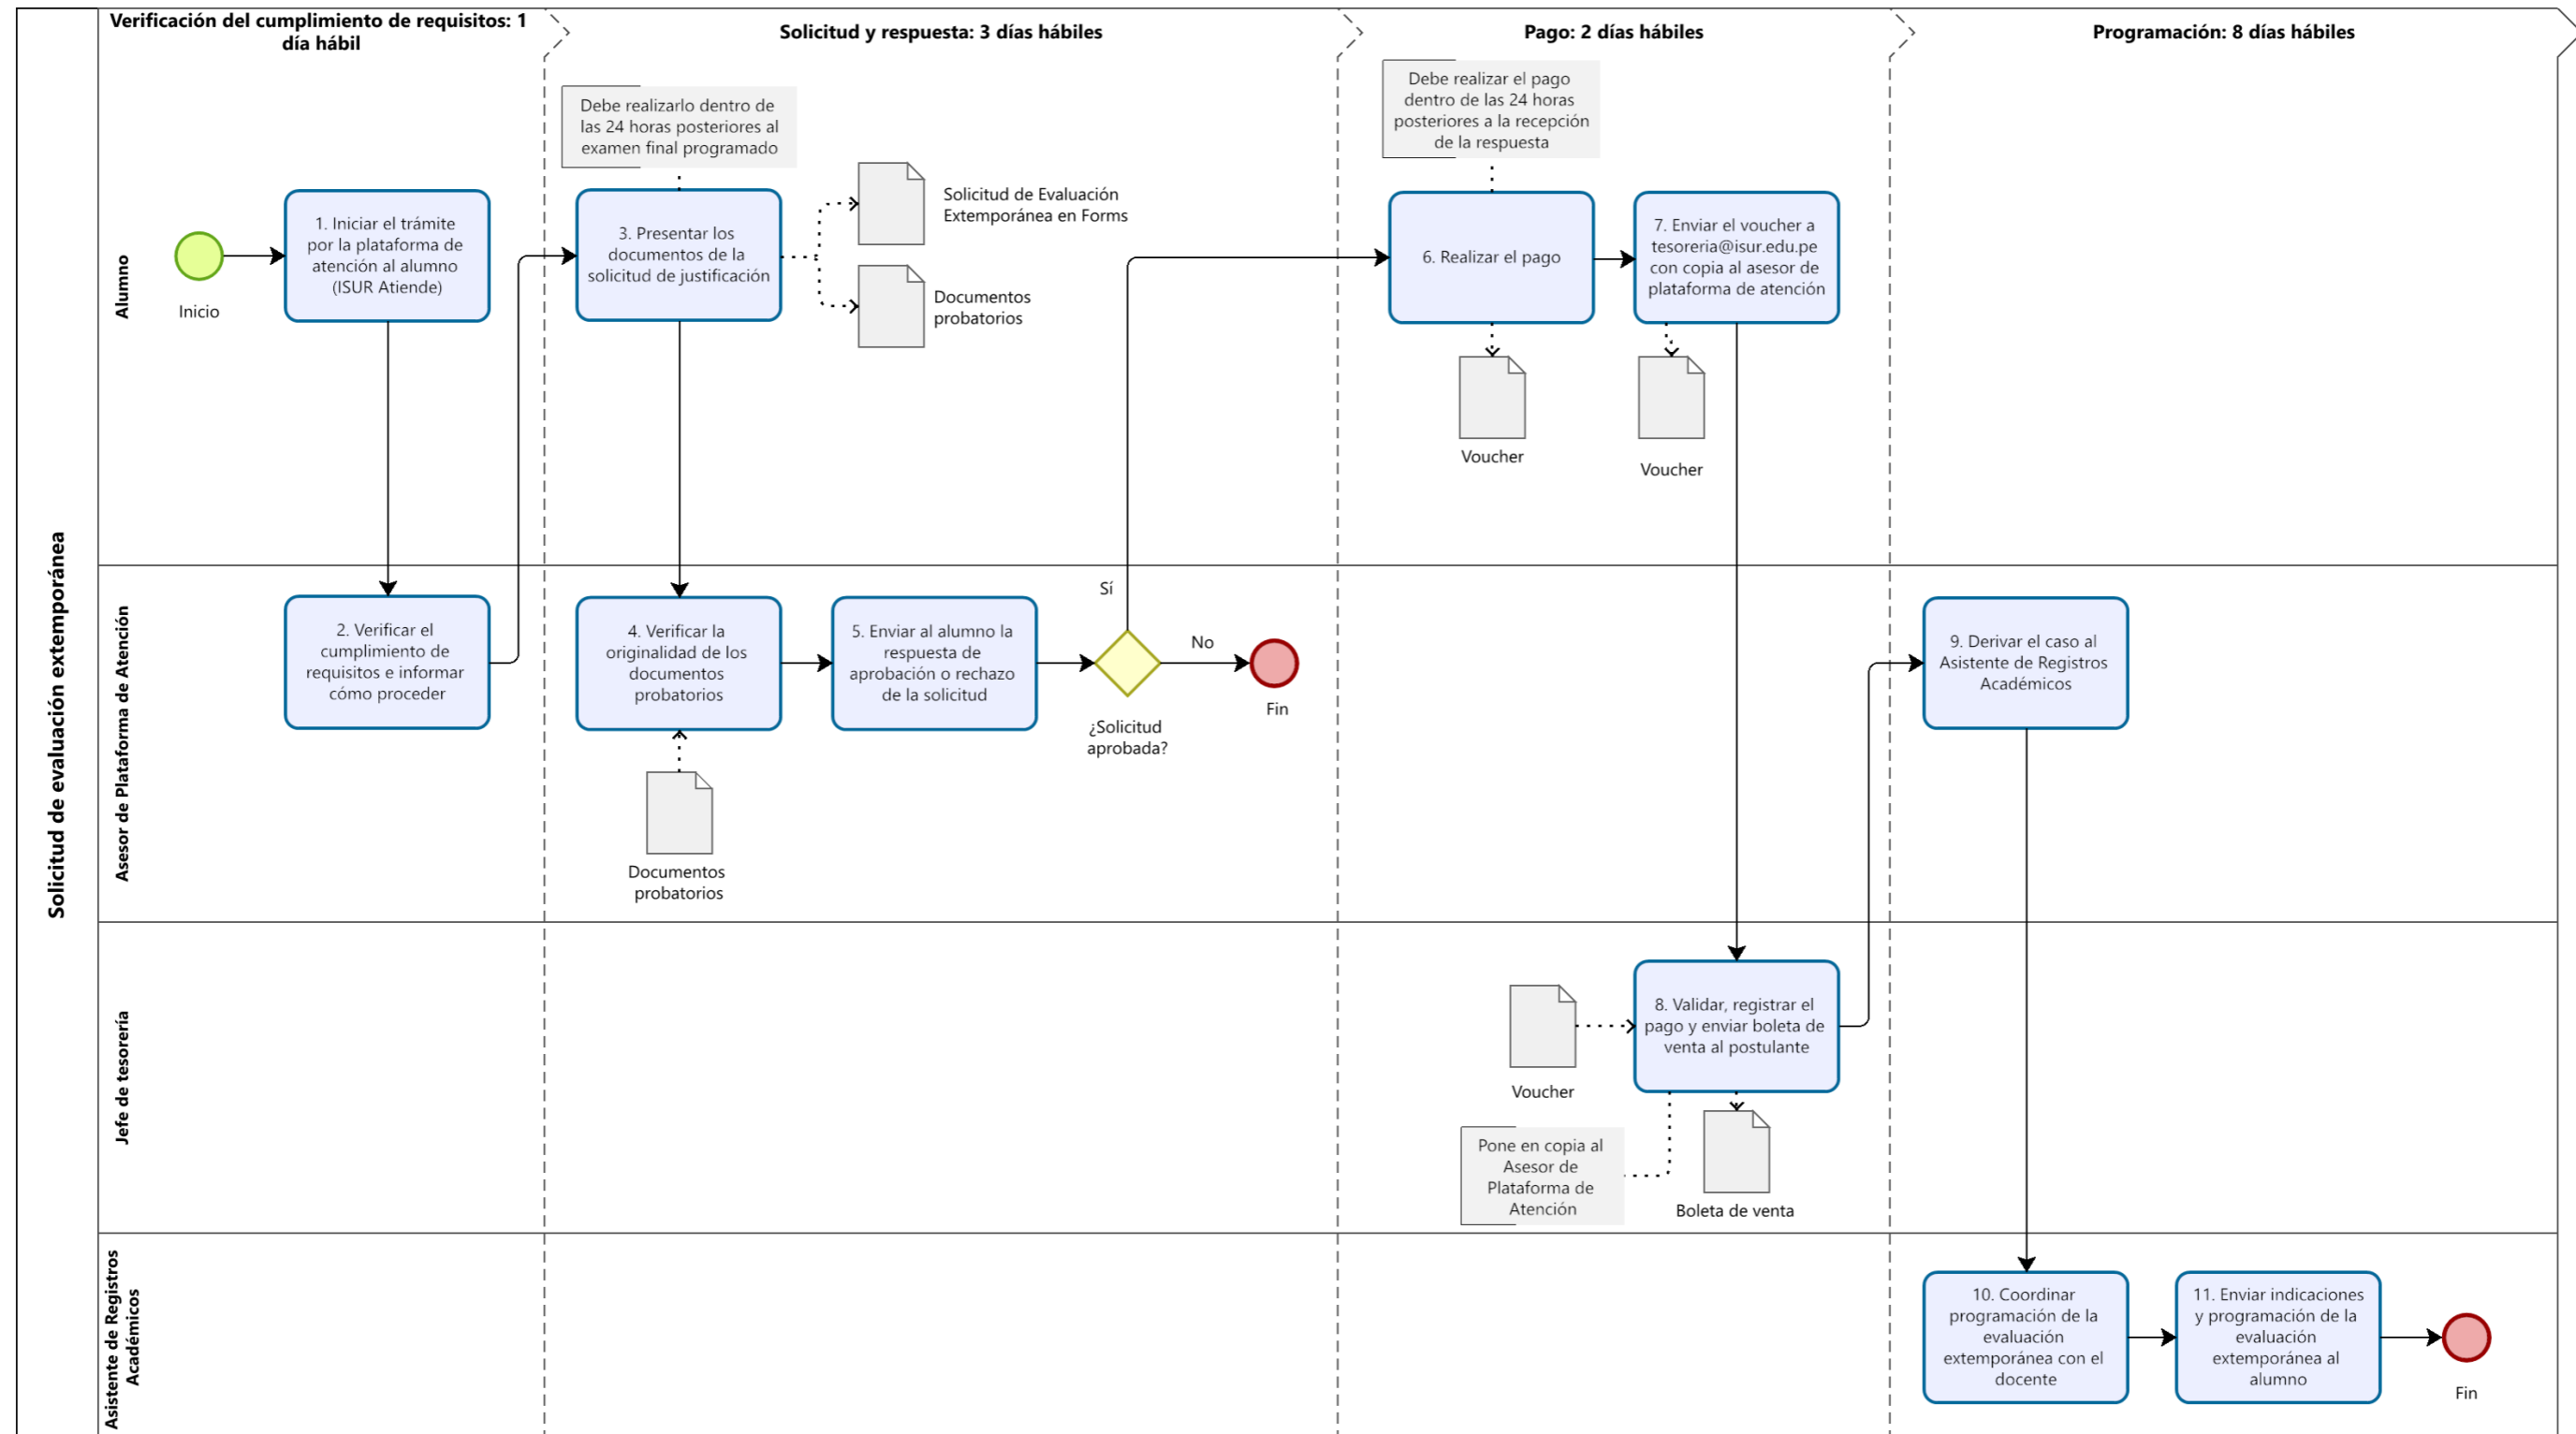 Solicitud de evaluación extemporánea
Verificación del cumplimiento de requisitos: 1
día hábil
Solicitud y respuesta: 3 días hábiles
Pago: 2 días hábiles
Programación: 8 días hábiles
Alumno
Inicio
1. Iniciar el trámite
por la plataforma de
atención al alumno
(ISUR Atiende)
Debe realizarlo dentro de
las 24 horas posteriores al
examen final programado
3. Presentar los
documentos de la
solicitud de justificación
Solicitud de Evaluación
Extemporánea en Forms
Documentos
probatorios
Debe realizar el pago
dentro de las 24 horas
posteriores a la recepción
de la respuesta
6. Realizar el pago
Voucher
7. Enviar el voucher a
tesoreria@isur.edu.pe
con copia al asesor de
plataforma de atención
Voucher
Asesor de Plataforma de Atención
2. Verificar el
cumplimiento de
requisitos e informar
cómo proceder
4. Verificar la
originalidad de los
documentos
probatorios
Documentos
probatorios
5. Enviar al alumno la
respuesta de
aprobación o rechazo
de la solicitud
Sí
No
¿Solicitud
aprobada?
Fin
9. Derivar el caso al
Asistente de Registros
Académicos
Jefe de tesorería
Voucher
8. Validar, registrar el
pago y enviar boleta de
venta al postulante
Pone en copia al
Asesor de
Plataforma de
Atención
Boleta de venta
Asistente de Registros
Académicos
10. Coordinar
programación de la
evaluación
extemporánea con el
docente
11. Enviar indicaciones
y programación de la
evaluación
extemporánea al
alumno
Fin